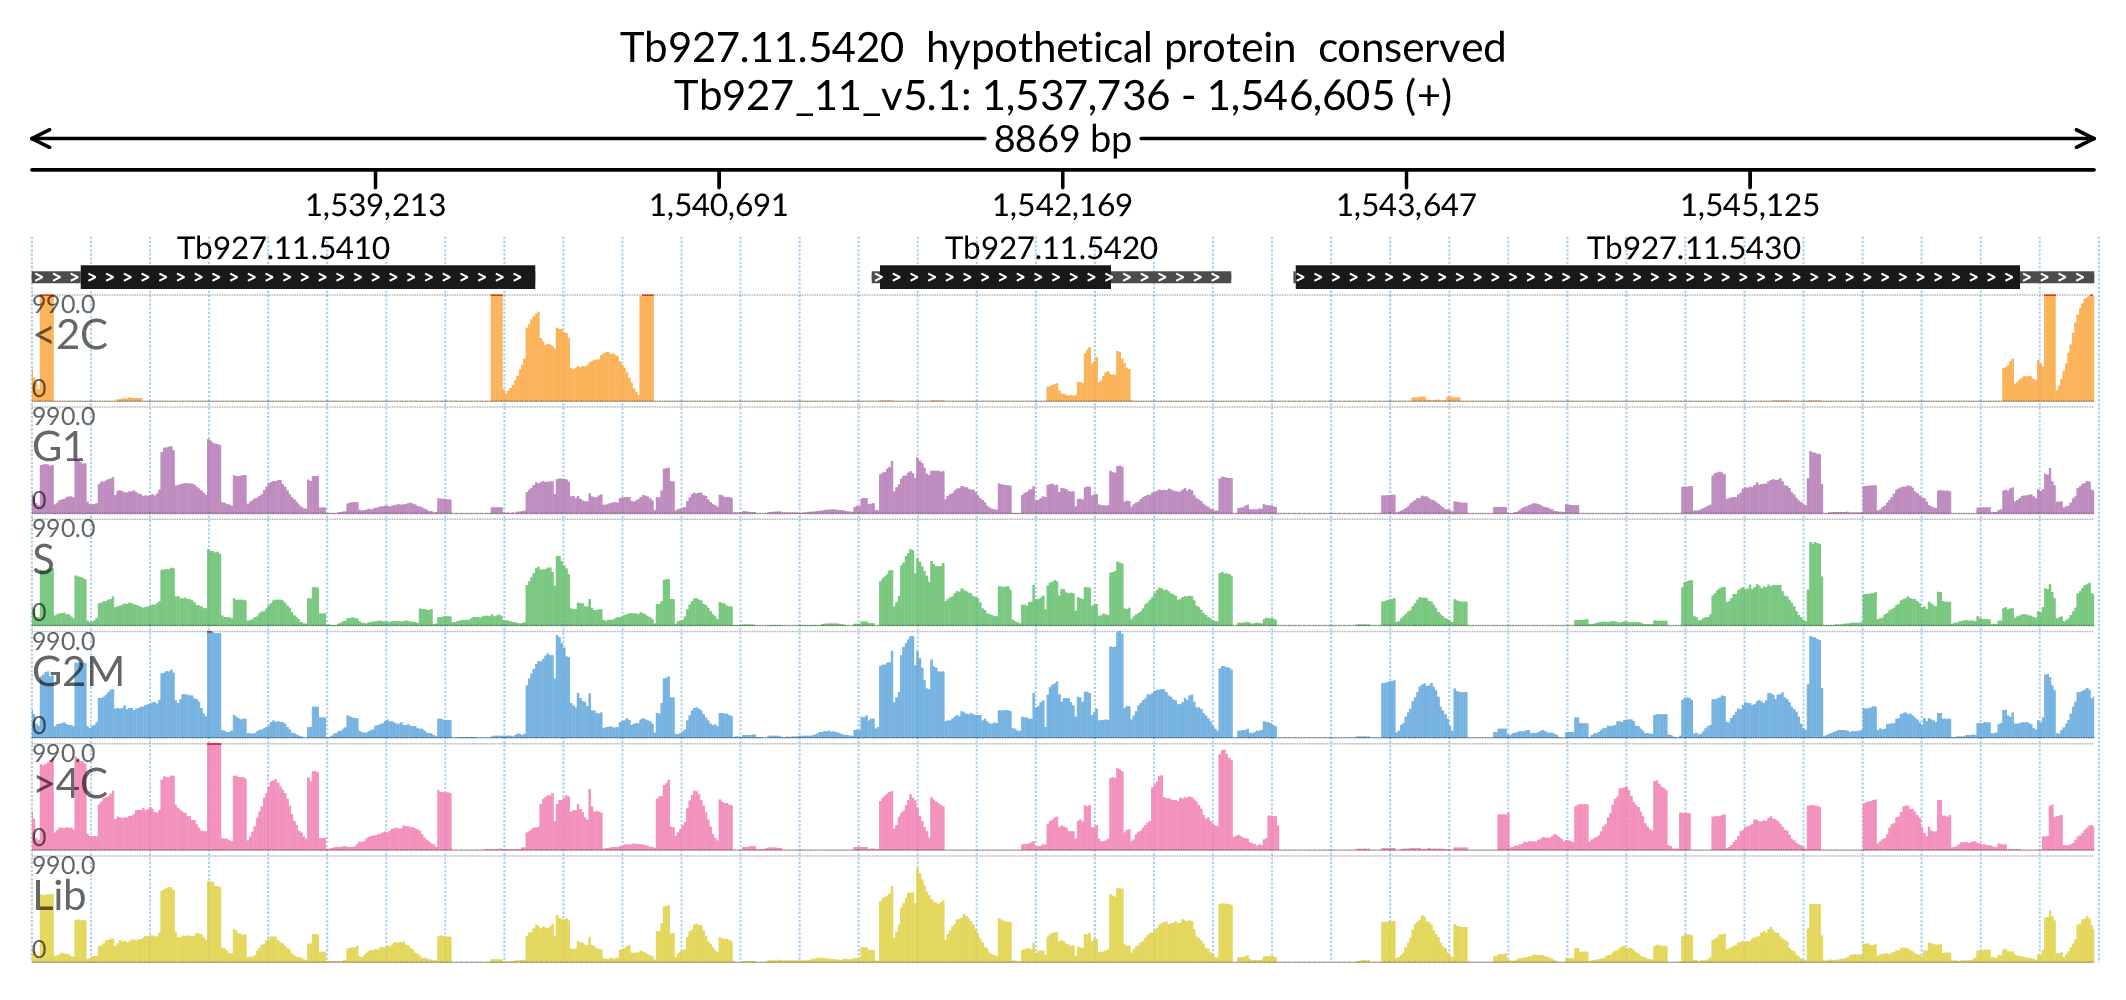 Tb927.11.5420 hypothetical protein conserved
Tb927_11_v5.1: 1,537,736 - 1,546,605 (+)
8869 bp
1,539,213 1,540,691 1,542,169 1,543,647 1,545,125
Tb927.11.5410 Tb927.11.5420 Tb927.11.5430
990.0
<2C
0
990.0
G1
0
990.0
S
0
990.0
G2M
0
990.0
>4C
0
990.0
Lib
0